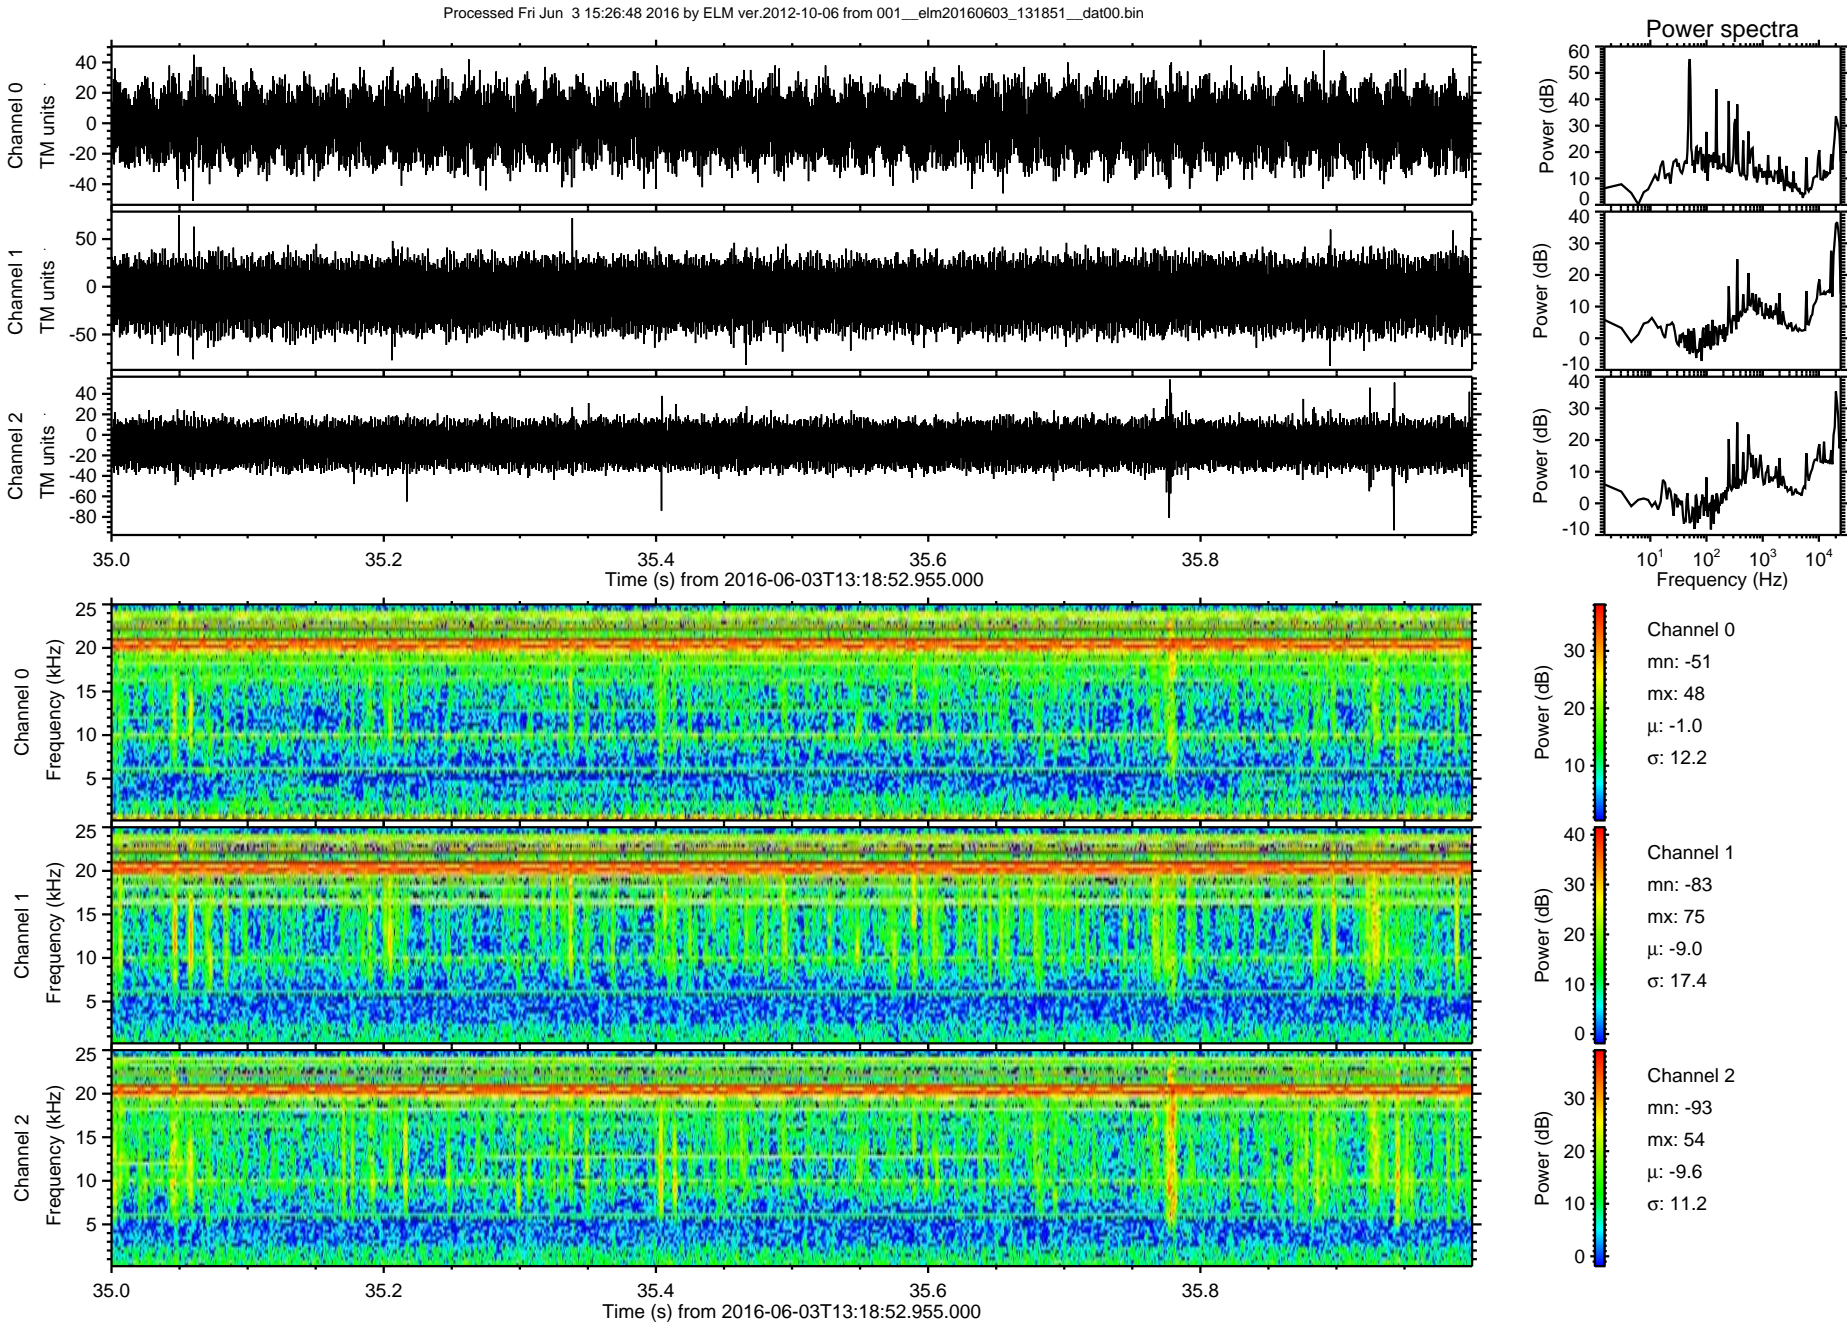 Processed Fri Jun  3 15:26:48 2016 by ELM ver.2012-10-06 from 001__elm20160603_131851__dat00.bin
Power spectra
Channel 0
TM units
40
20
0
-20
-40
Power (dB)
60
50
40
30
20
10
0
Channel 1
TM units
50
0
-50
Power (dB)
40
30
20
10
0
-10
Channel 2
TM units
40
20
0
-20
-40
-60
-80
Power (dB)
40
30
20
10
0
-10
35.0 35.2 35.4 35.6 35.8
Time (s) from 2016-06-03T13:18:52.955.000
10^1 10^2 10^3 10^4
Frequency (Hz)
Channel 0
Frequency (kHz)
25
20
15
10
5
Power (dB)
30
20
10
Channel 0
mn: -51
mx: 48
μ: -1.0
σ: 12.2
Channel 1
Frequency (kHz)
25
20
15
10
5
Power (dB)
40
30
20
10
0
Channel 1
mn: -83
mx: 75
μ: -9.0
σ: 17.4
Channel 2
Frequency (kHz)
25
20
15
10
5
Power (dB)
30
20
10
0
Channel 2
mn: -93
mx: 54
μ: -9.6
σ: 11.2
35.0 35.2 35.4 35.6 35.8
Time (s) from 2016-06-03T13:18:52.955.000